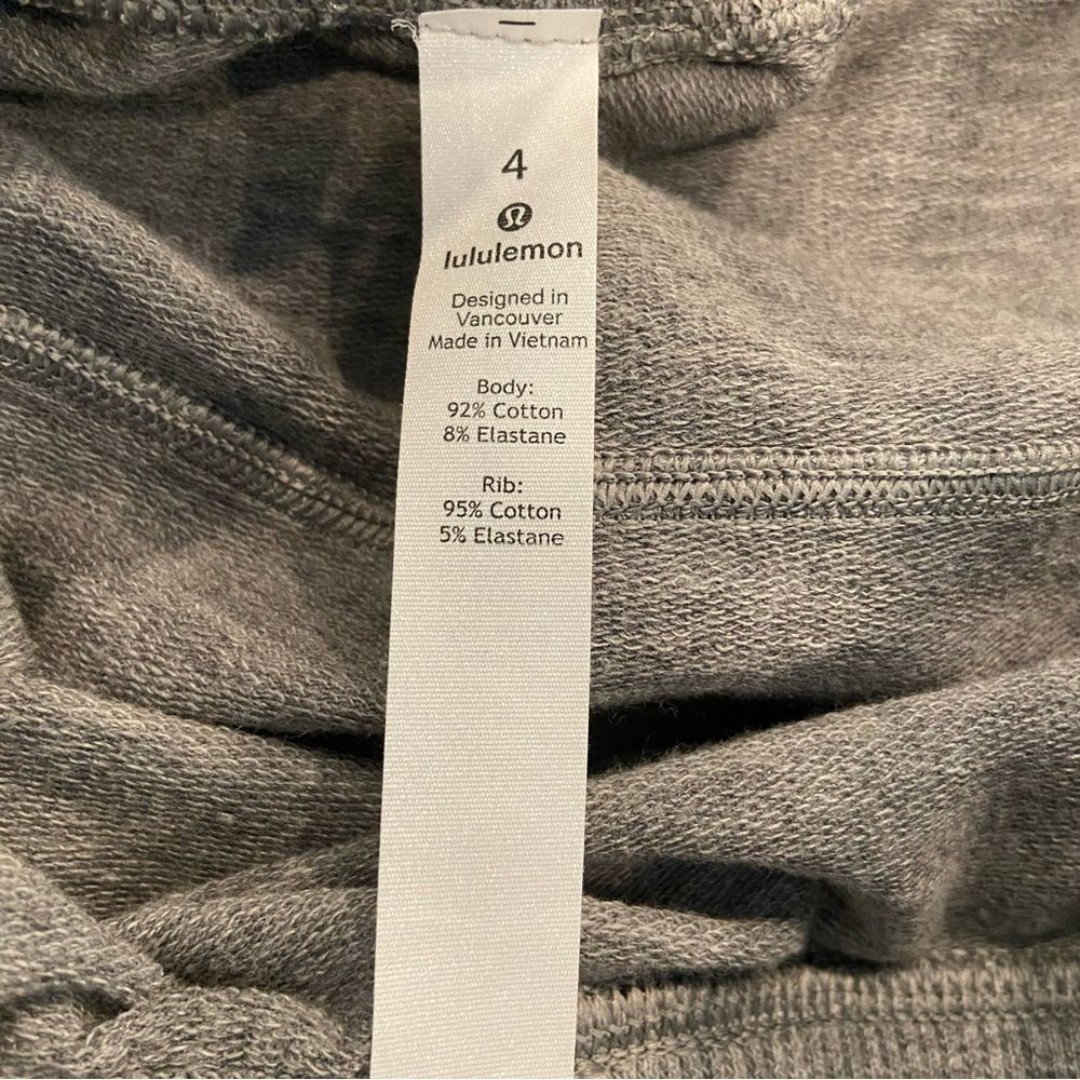 4
lululemon
Designed in
Vancouver
Made in Vietnam
Body:
92% Cotton
8% Elastane
Rib:
95% Cotton
5% Elastane